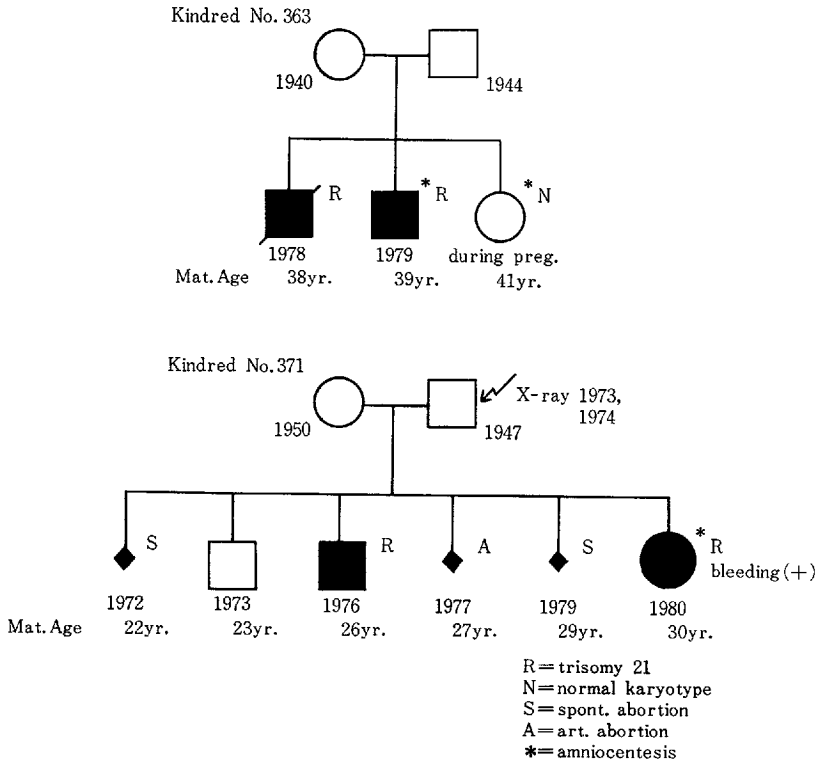 Kindred No. 363
1940
1944
R
* R
* N
1978
1979
during preg.
Mat. Age 38yr. 39yr. 41yr.
Kindred No. 371
X-ray 1973,
1974
1950
1947
S
R
A
S
* R
bleeding (+)
1972 1973 1976 1977 1979 1980
Mat. Age 22yr. 23yr. 26yr. 27yr. 29yr. 30yr.
R=trisomy 21
N=normal karyotype
S=spont. abortion
A=art. abortion
*=amniocentesis